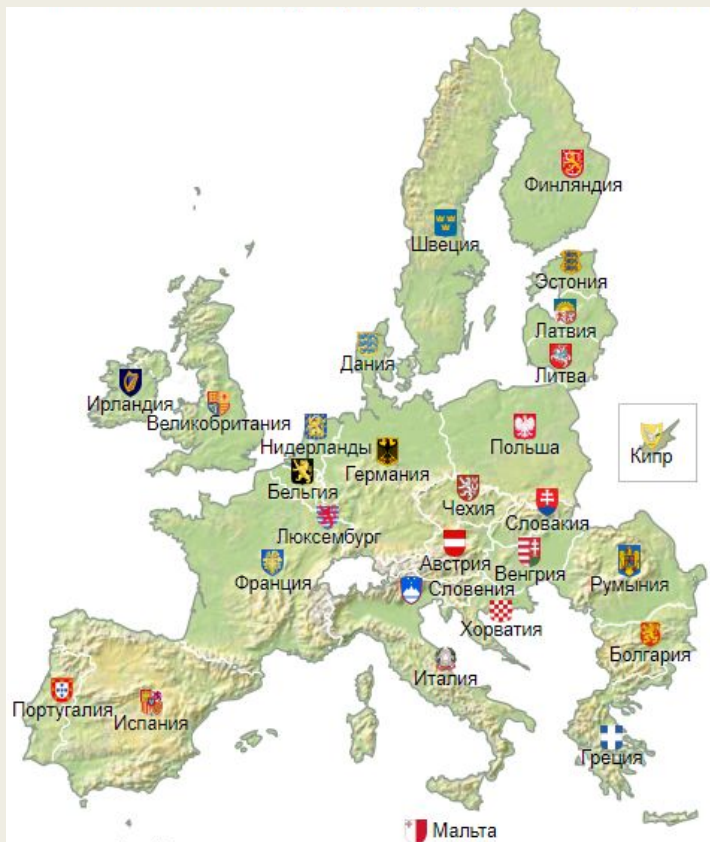 Финляндия
Швеция
Эстония
Латвия
Дания
Литва
Ирландия
Великобритания
Нидерланды
Польша
Кипр
Германия
Бельгия
Чехия
Словакия
Люксембург
Австрия
Венгрия
Франция
Словения
Румыния
Хорватия
Болгария
Италия
Португалия
Испания
Греция
Мальта